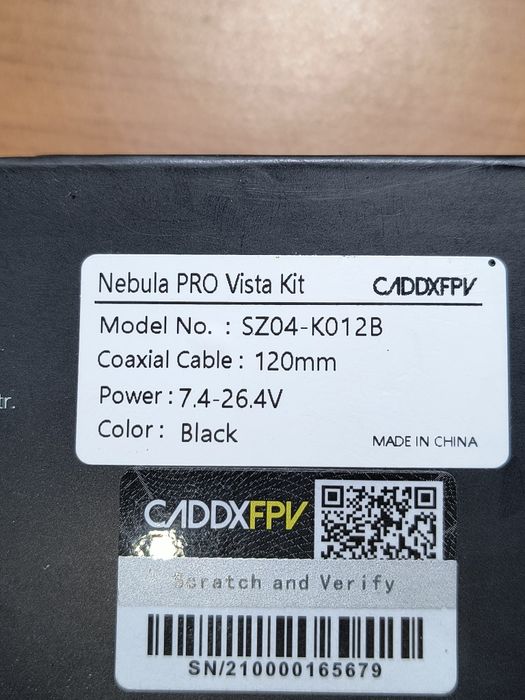 Nebula PRO Vista Kit CADDXFPV
Model No. : SZ04-K012B
Coaxial Cable : 120mm
Power : 7.4-26.4V
tr.
Color : Black
MADE IN CHINA
CADDXFPV
Scratch and Verify
SN/210000165679